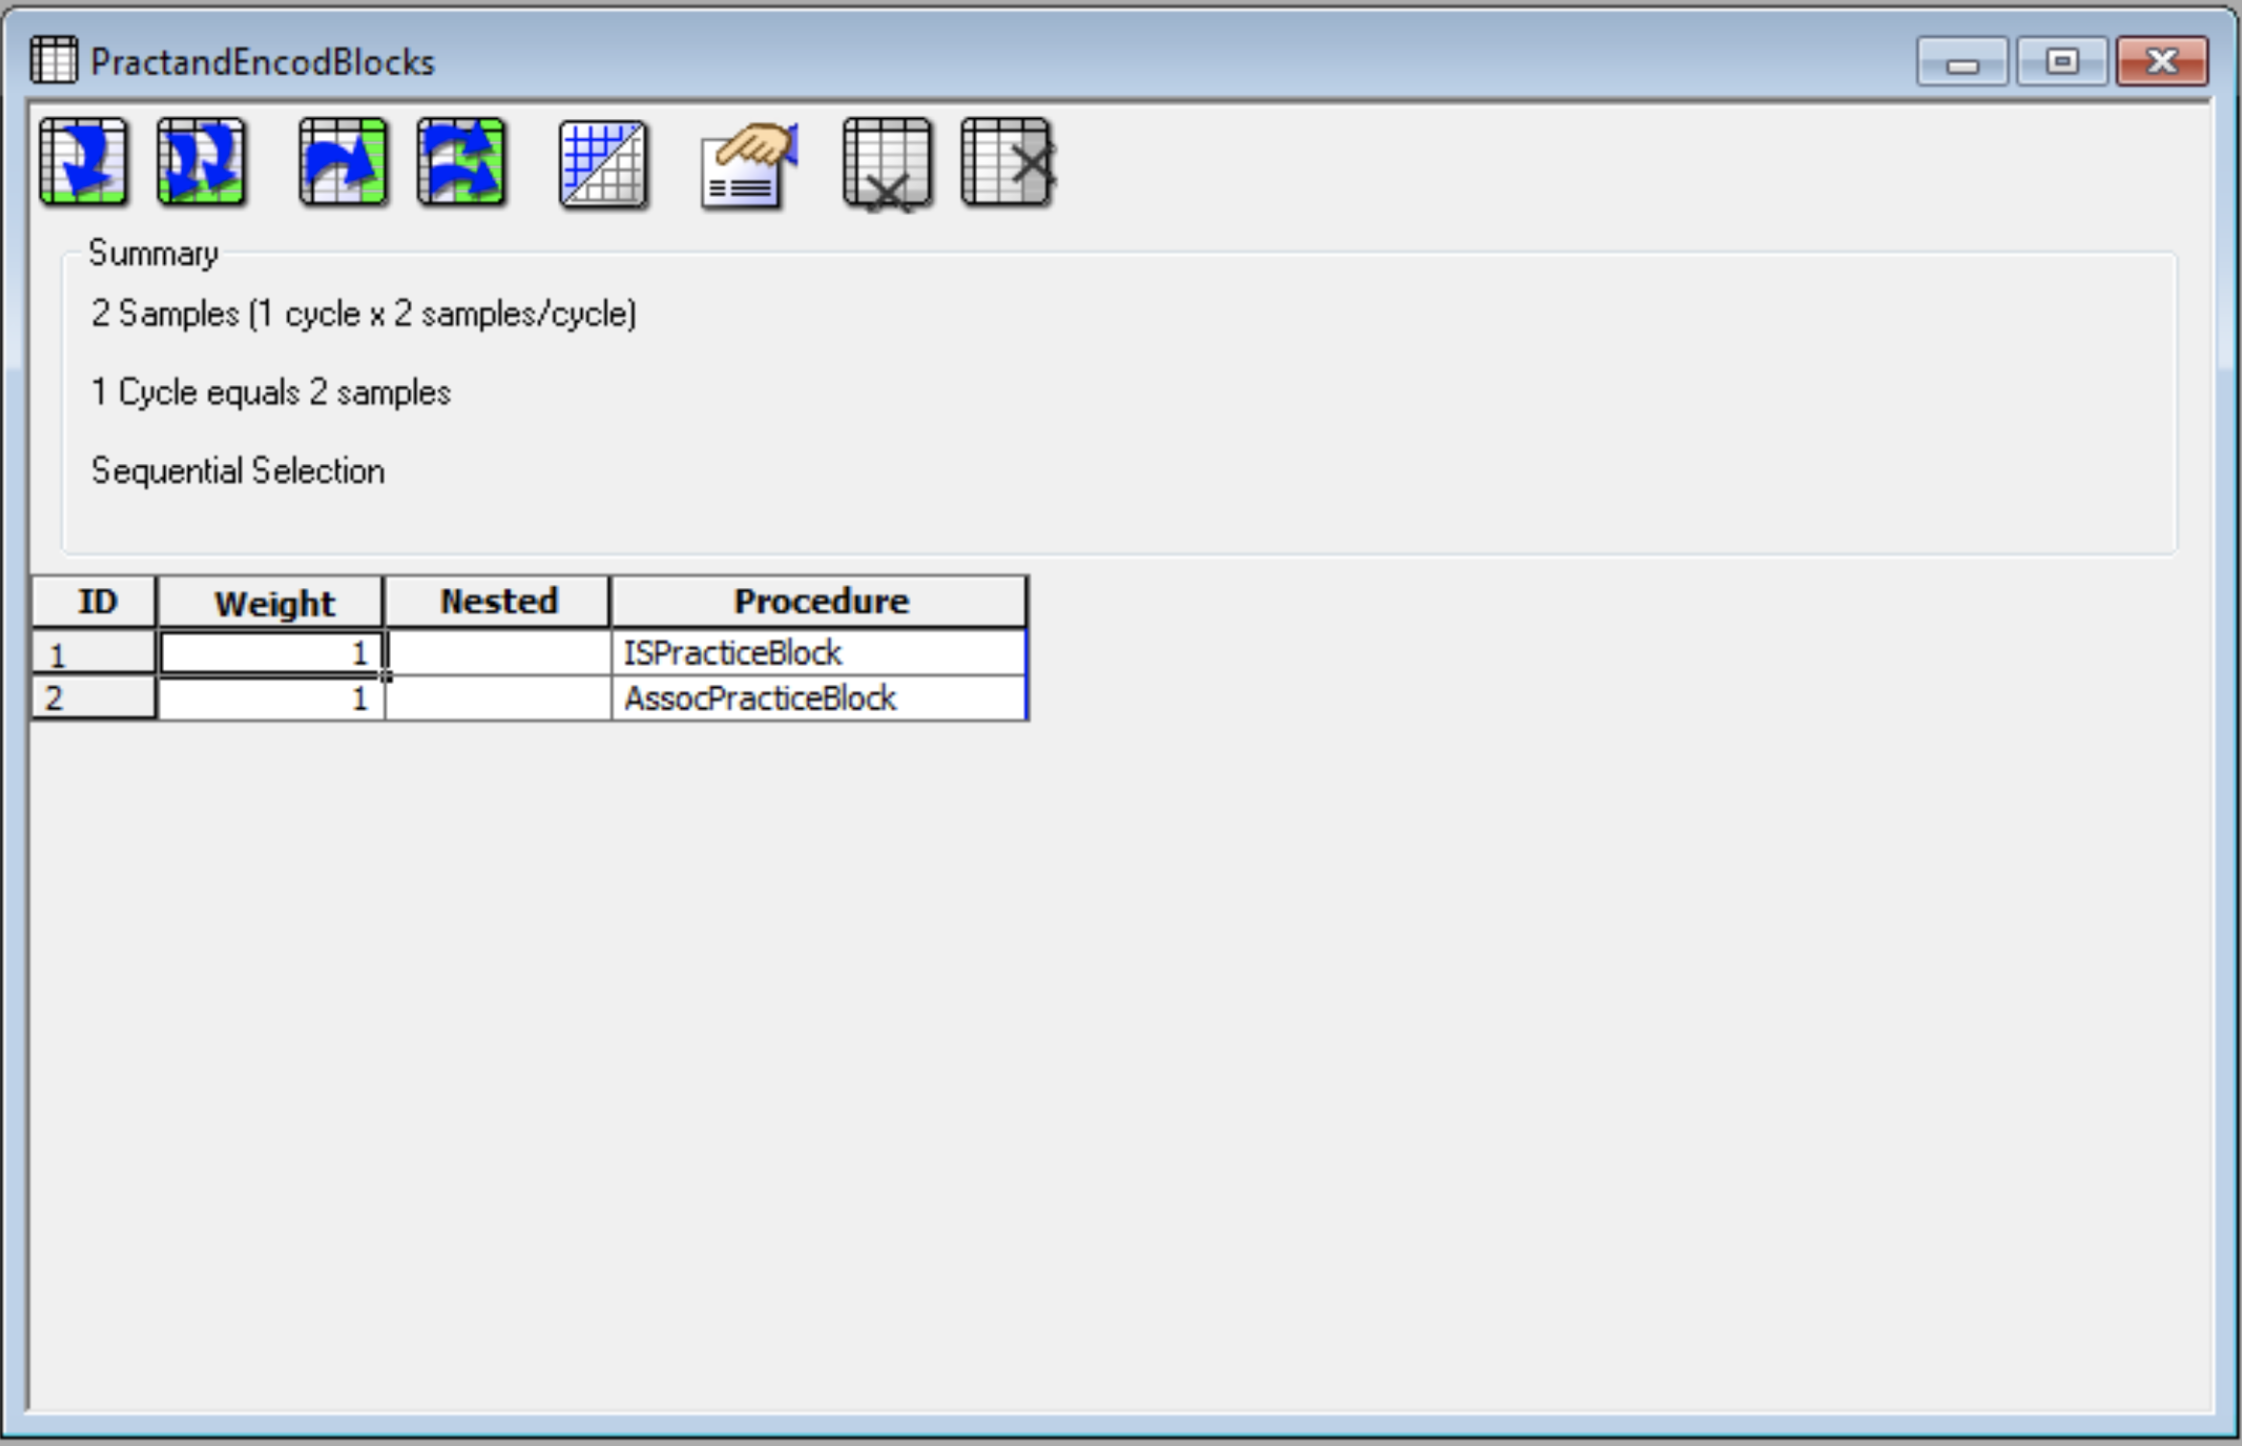 PractandEncodBlocks
Summary
2 Samples (1 cycle x 2 samples/cycle)
1 Cycle equals 2 samples
Sequential Selection
ID Weight Nested Procedure
1 1 ISPracticeBlock
2 1 AssocPracticeBlock